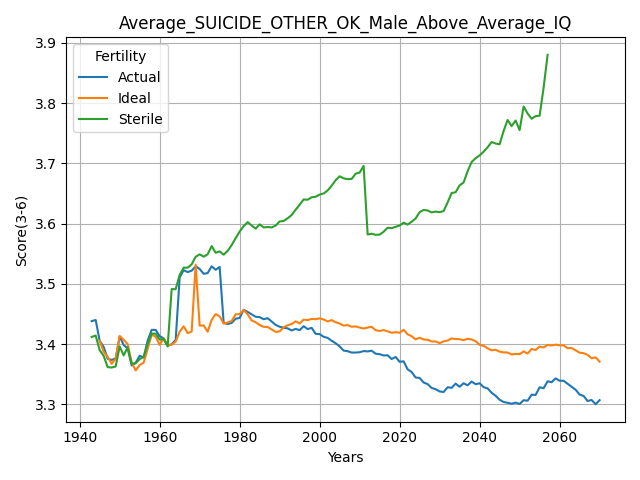 Average_SUICIDE_OTHER_OK_Male_Above_Average_IQ
Fertility
Actual
Ideal
Sterile
Score(3-6)
3.9
3.8
3.7
3.6
3.5
3.4
3.3
1940 1960 1980 2000 2020 2040 2060
Years